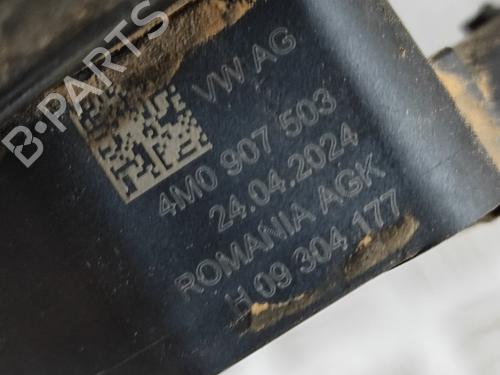 VW AG
4M0 907 503
24.04.2024
ROMANIA AGK
H 09 304 177
B-PARTS